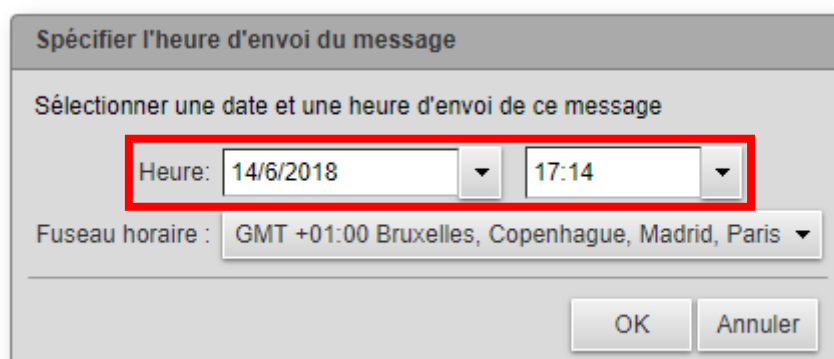 Spécifier l'heure d'envoi du message
Sélectionner une date et une heure d'envoi de ce message
Heure: 14/6/2018 17:14
Fuseau horaire : GMT +01:00 Bruxelles, Copenhague, Madrid, Paris
OK Annuler